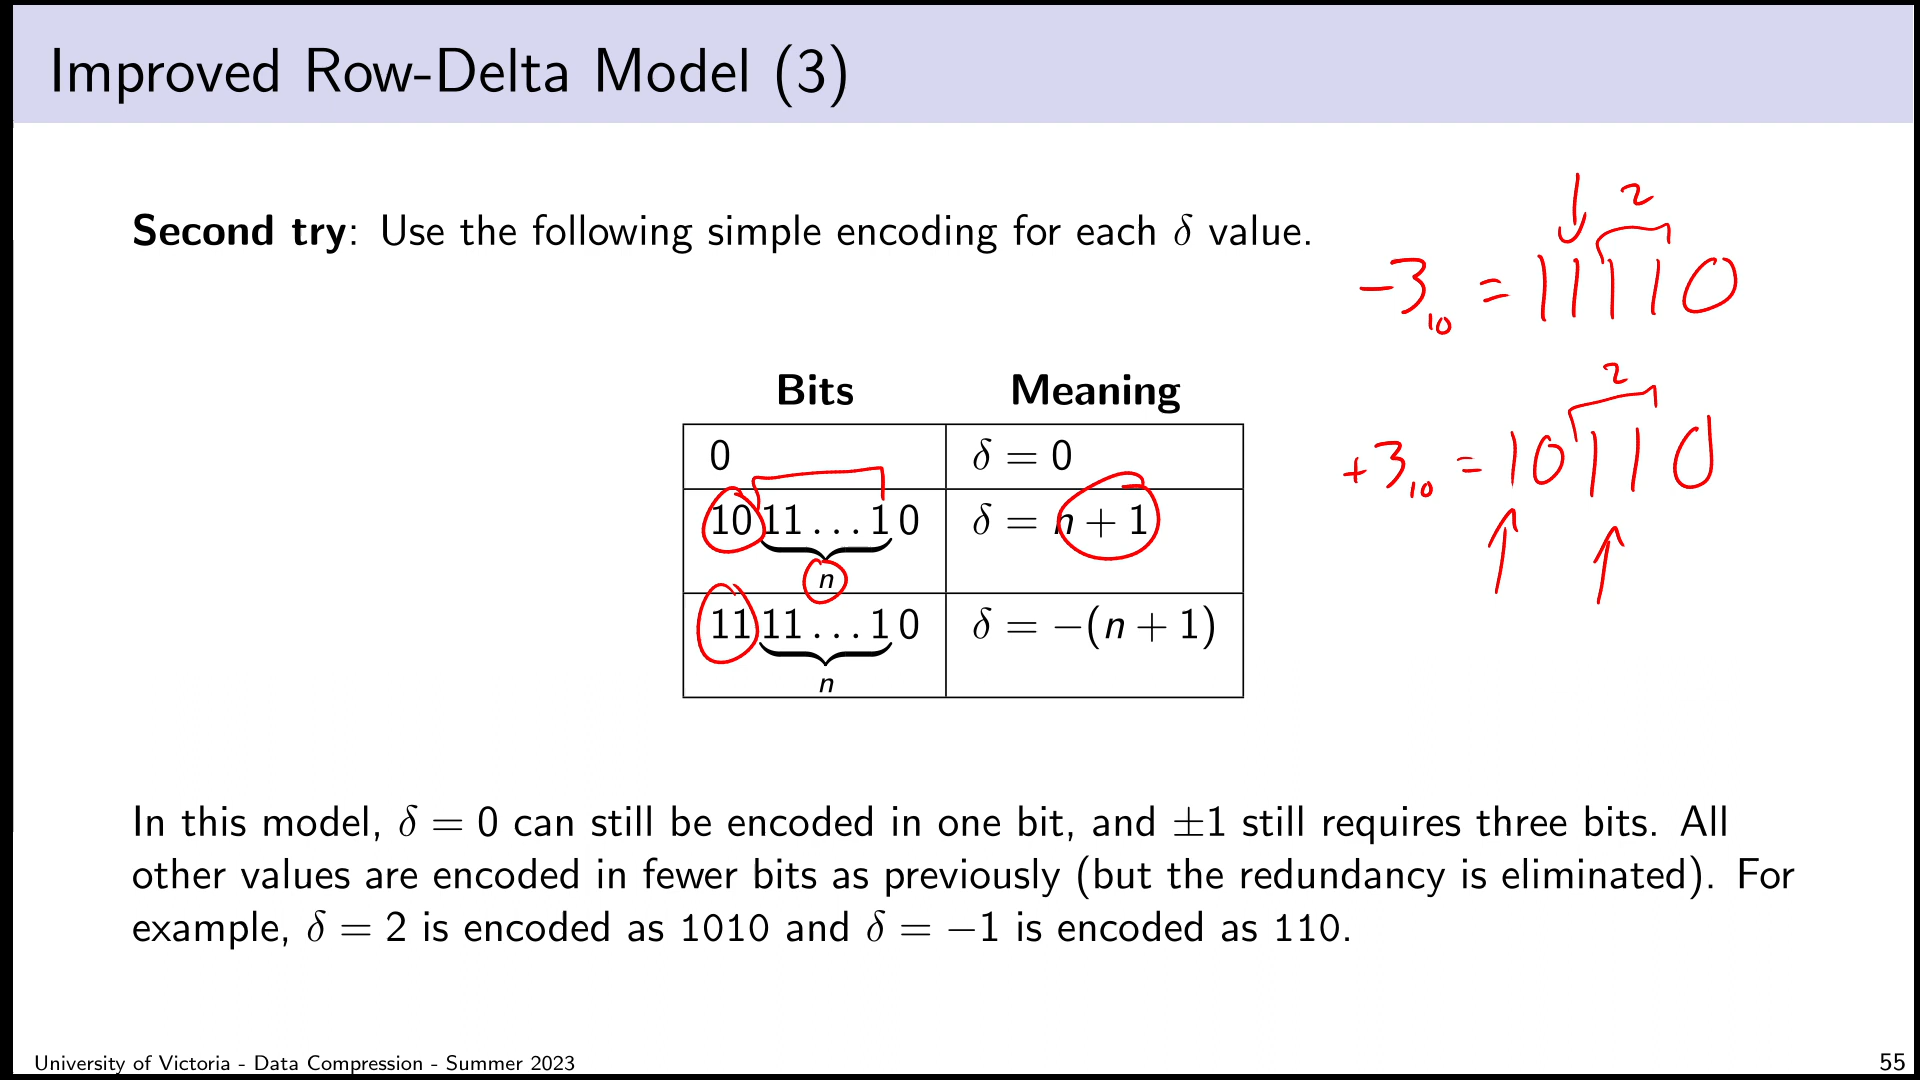 Improved Row-Delta Model (3)
Second try: Use the following simple encoding for each δ value.
2
−3₁₀ = 11110
2
+3₁₀ = 10110
Bits Meaning
0 δ = 0
10 11 . . . 1 0 δ = n + 1
n
11 11 . . . 1 0 δ = −(n + 1)
n
In this model, δ = 0 can still be encoded in one bit, and ±1 still requires three bits. All
other values are encoded in fewer bits as previously (but the redundancy is eliminated). For
example, δ = 2 is encoded as 1010 and δ = −1 is encoded as 110.
University of Victoria - Data Compression - Summer 2023 55